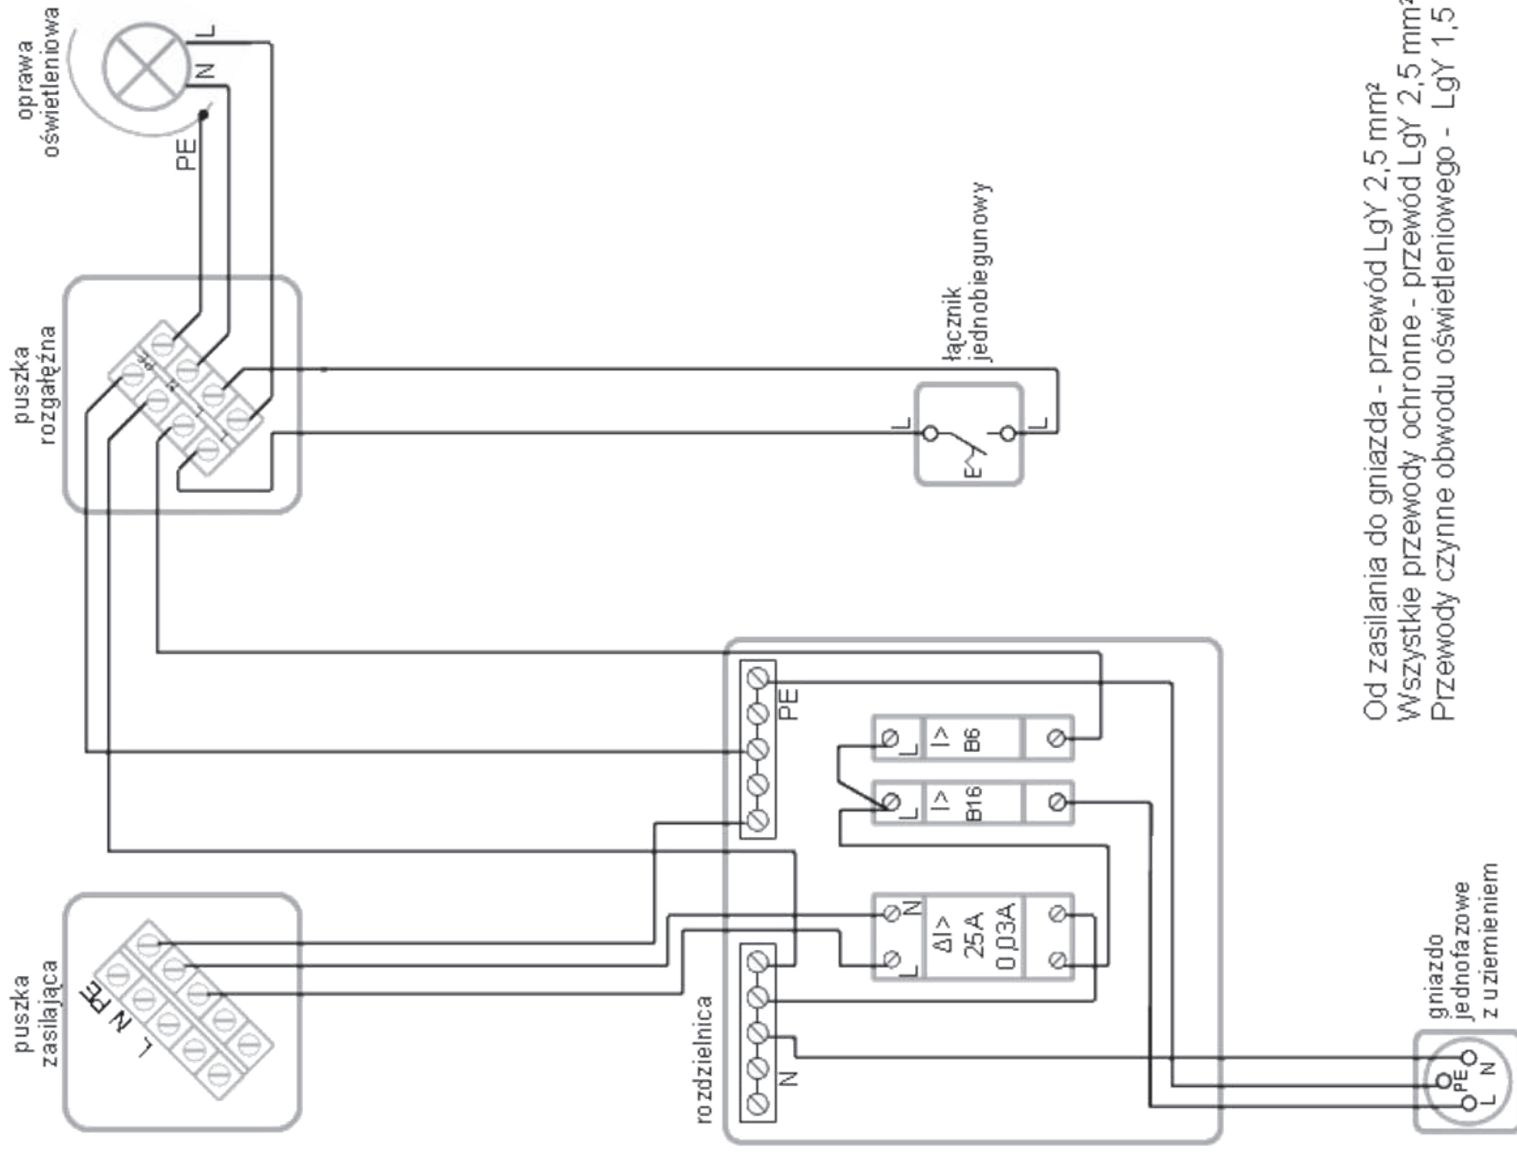 oprawa
oświetleniowa
L
N
PE
puszka
rozgałęźna
PE
N
L
L
łącznik
jednobiegunowy
L
L
E
puszka
zasilająca
PE
N
L
rozdzielnica
PE
N
L
I>
B6
L
I>
B16
N
L
ΔI>
25A
0,03A
gniazdo
jednofazowe
z uziemieniem
PE
L N
Od zasilania do gniazda - przewód LgY 2,5 mm²
Wszystkie przewody ochronne - przewód LgY 2,5 mm²
Przewody czynne obwodu oświetleniowego - LgY 1,5